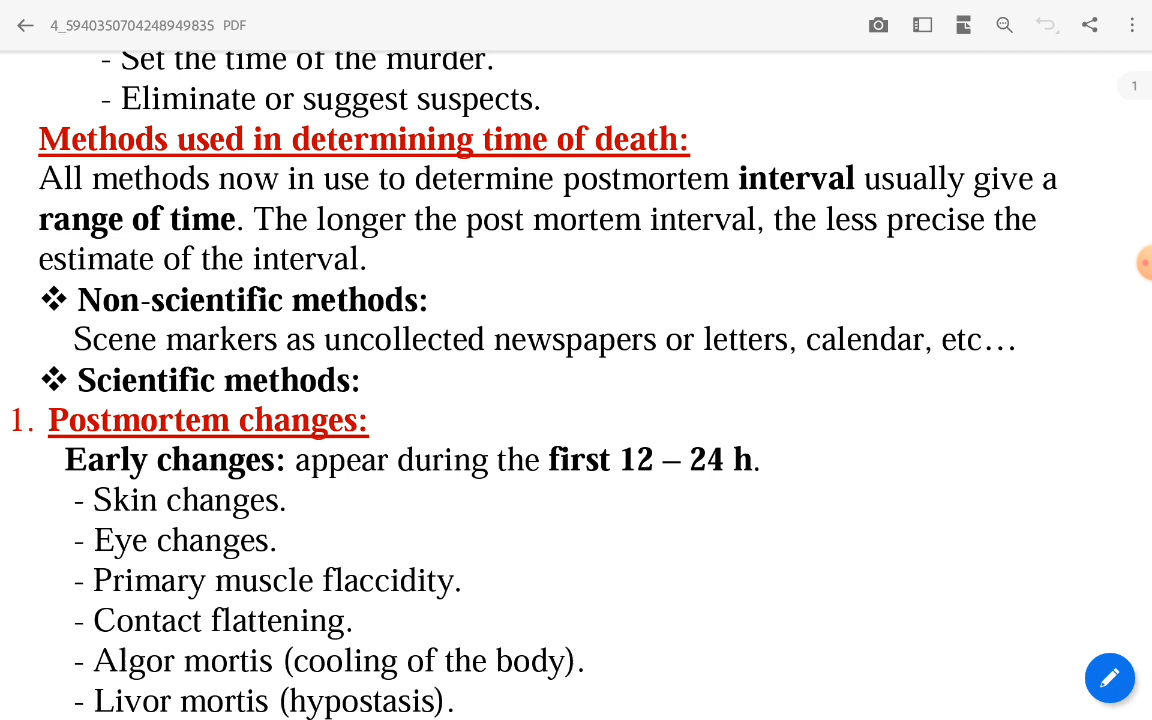 4_5940350704248949835 PDF
- Set the time of the murder.
- Eliminate or suggest suspects.
1
Methods used in determining time of death:
All methods now in use to determine postmortem interval usually give a
range of time. The longer the post mortem interval, the less precise the
estimate of the interval.
❖ Non-scientific methods:
Scene markers as uncollected newspapers or letters, calendar, etc…
❖ Scientific methods:
1. Postmortem changes:
Early changes: appear during the first 12 – 24 h.
- Skin changes.
- Eye changes.
- Primary muscle flaccidity.
- Contact flattening.
- Algor mortis (cooling of the body).
- Livor mortis (hypostasis).